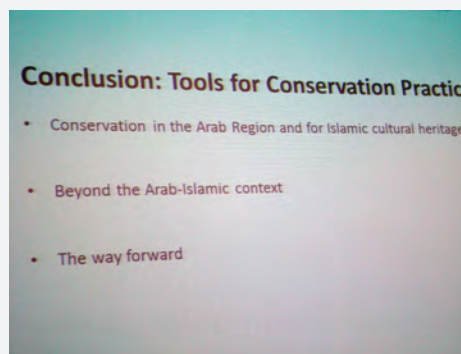 Conclusion: Tools for Conservation Practic
• Conservation in the Arab Region and for Islamic cultural heritage
• Beyond the Arab-Islamic context
• The way forward